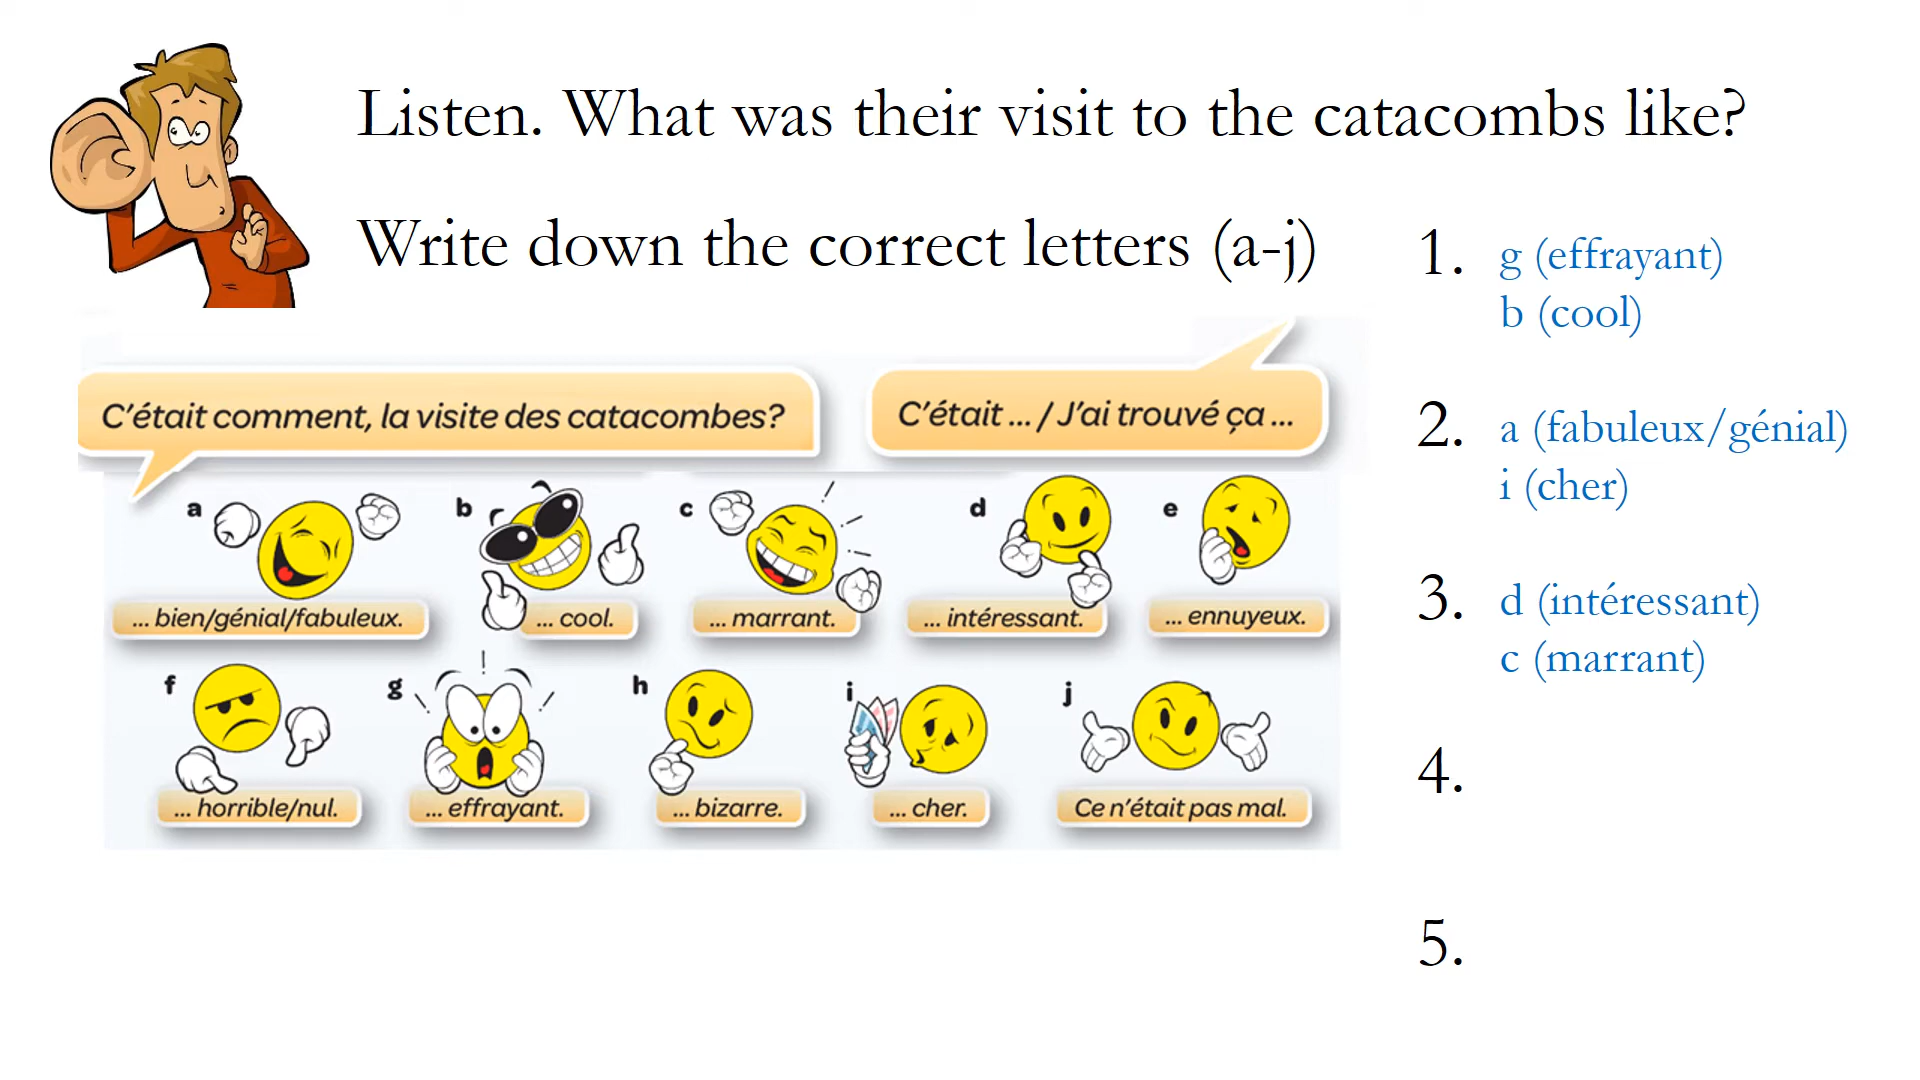 Listen. What was their visit to the catacombs like?
Write down the correct letters (a-j)
C'était comment, la visite des catacombes?
C'était ... / J'ai trouvé ça ...
a
... bien/génial/fabuleux.
b
... cool.
c
... marrant.
d
... intéressant.
e
... ennuyeux.
f
... horrible/nul.
g
... effrayant.
h
... bizarre.
i
... cher.
j
Ce n'était pas mal.
1. g (effrayant)
b (cool)
2. a (fabuleux/génial)
i (cher)
3. d (intéressant)
c (marrant)
4.
5.